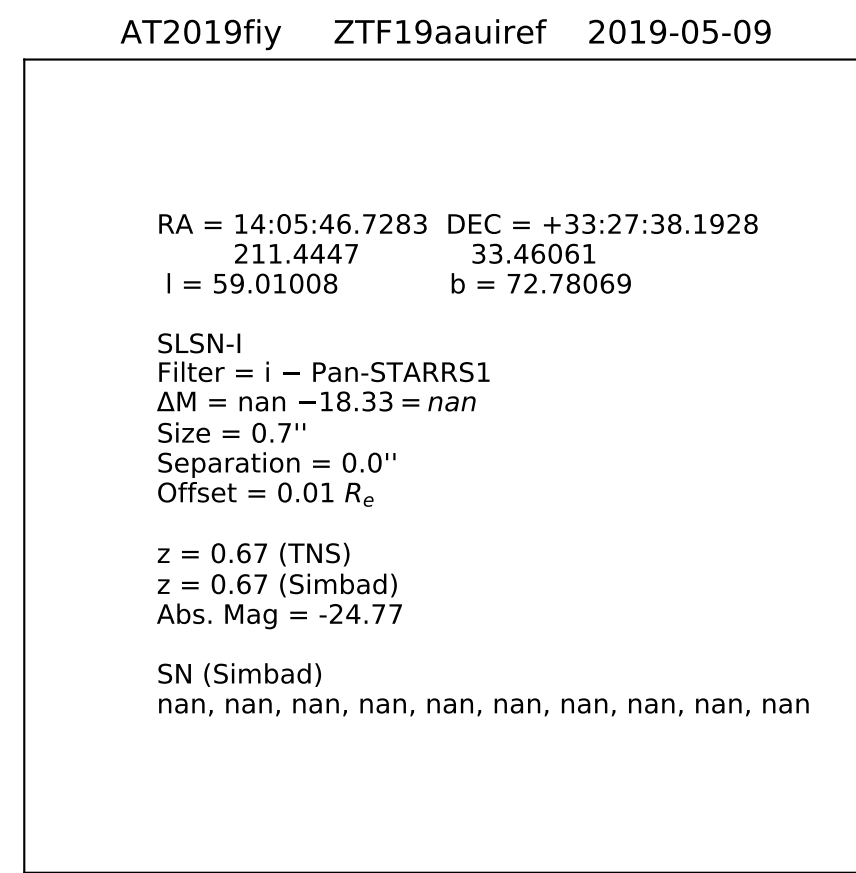 AT2019fiy ZTF19aauiref 2019-05-09
RA = 14:05:46.7283 DEC = +33:27:38.1928
211.4447 33.46061
l = 59.01008 b = 72.78069
SLSN-I
Filter = i − Pan-STARRS1
ΔM = nan −18.33 = nan
Size = 0.7''
Separation = 0.0''
Offset = 0.01 Rₑ
z = 0.67 (TNS)
z = 0.67 (Simbad)
Abs. Mag = -24.77
SN (Simbad)
nan, nan, nan, nan, nan, nan, nan, nan, nan, nan